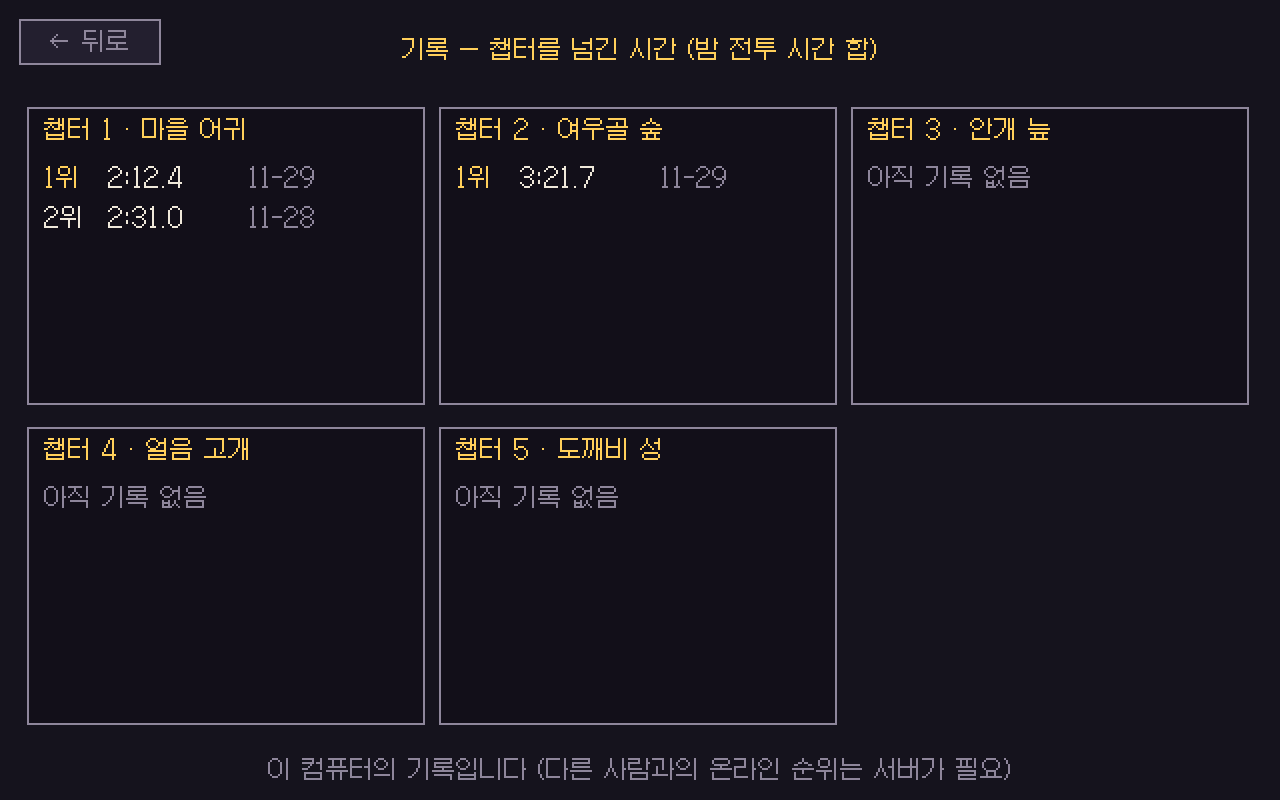 ← 뒤로
기록 – 챕터를 넘긴 시간 (밤 전투 시간 합)
챕터 1 · 마을 어귀
1위 2:12.4 11-29
2위 2:31.0 11-28
챕터 2 · 여우골 숲
1위 3:21.7 11-29
챕터 3 · 안개 늪
아직 기록 없음
챕터 4 · 얼음 고개
아직 기록 없음
챕터 5 · 도깨비 성
아직 기록 없음
이 컴퓨터의 기록입니다 (다른 사람과의 온라인 순위는 서버가 필요)